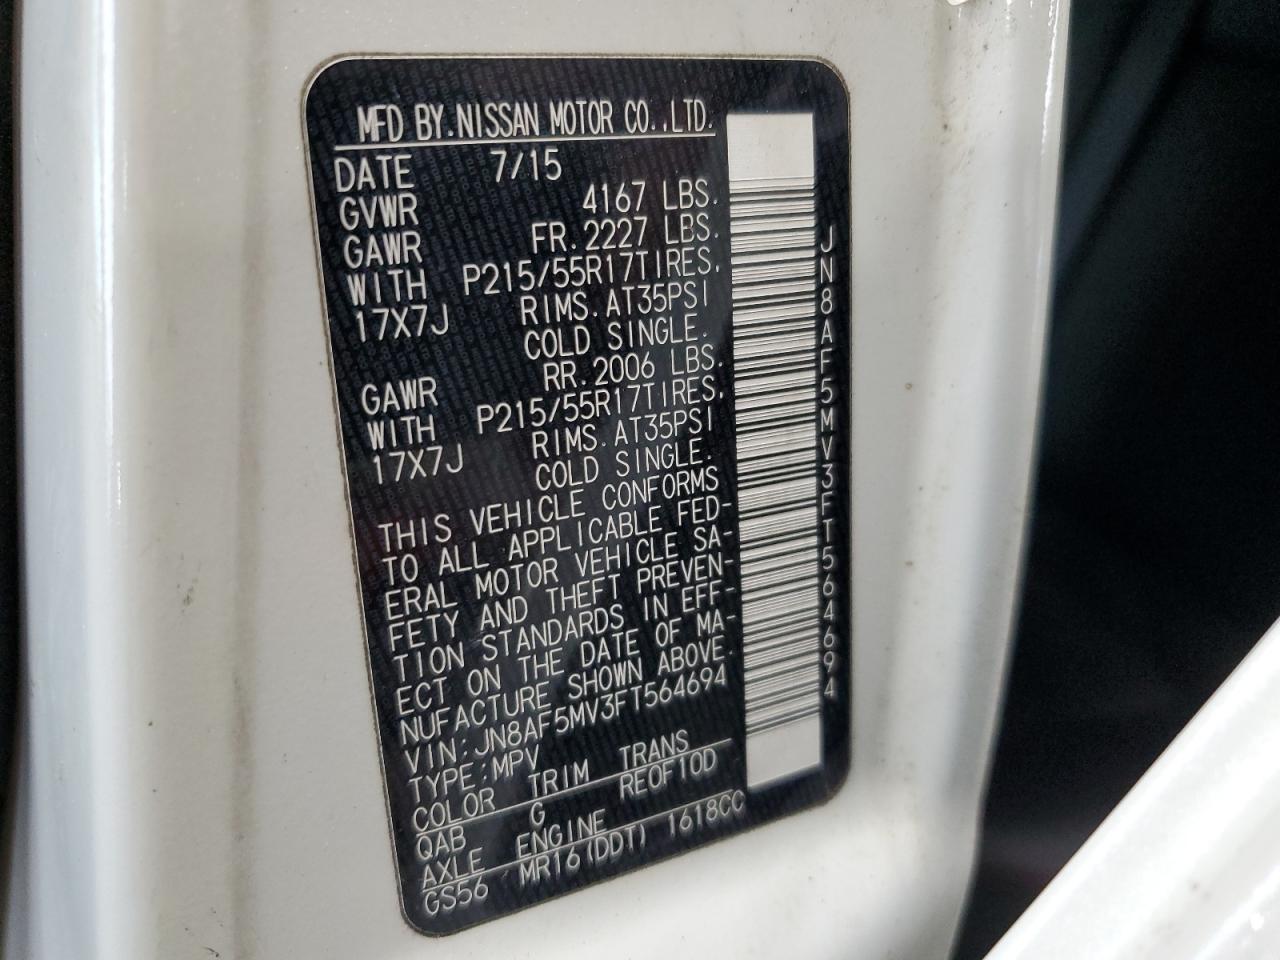 MFD BY.NISSAN MOTOR CO.,LTD.
DATE 7/15
GVWR 4167 LBS.
GAWR FR.2227 LBS.
WITH P215/55R17TIRES,
17X7J RIMS.AT35PSI
COLD SINGLE.
GAWR RR.2006 LBS.
WITH P215/55R17TIRES,
17X7J RIMS.AT35PSI
COLD SINGLE.
THIS VEHICLE CONFORMS
TO ALL APPLICABLE FED-
ERAL MOTOR VEHICLE SA-
FETY AND THEFT PREVEN-
TION STANDARDS IN EFF-
ECT ON THE DATE OF MA-
NUFACTURE SHOWN ABOVE.
VIN:JN8AF5MV3FT564694
TYPE:MPV
COLOR TRIM TRANS
QAB G REOF10D
AXLE ENGINE
GS56 MR16(DDT) 1618CC
JN8AF5MV3FT564694